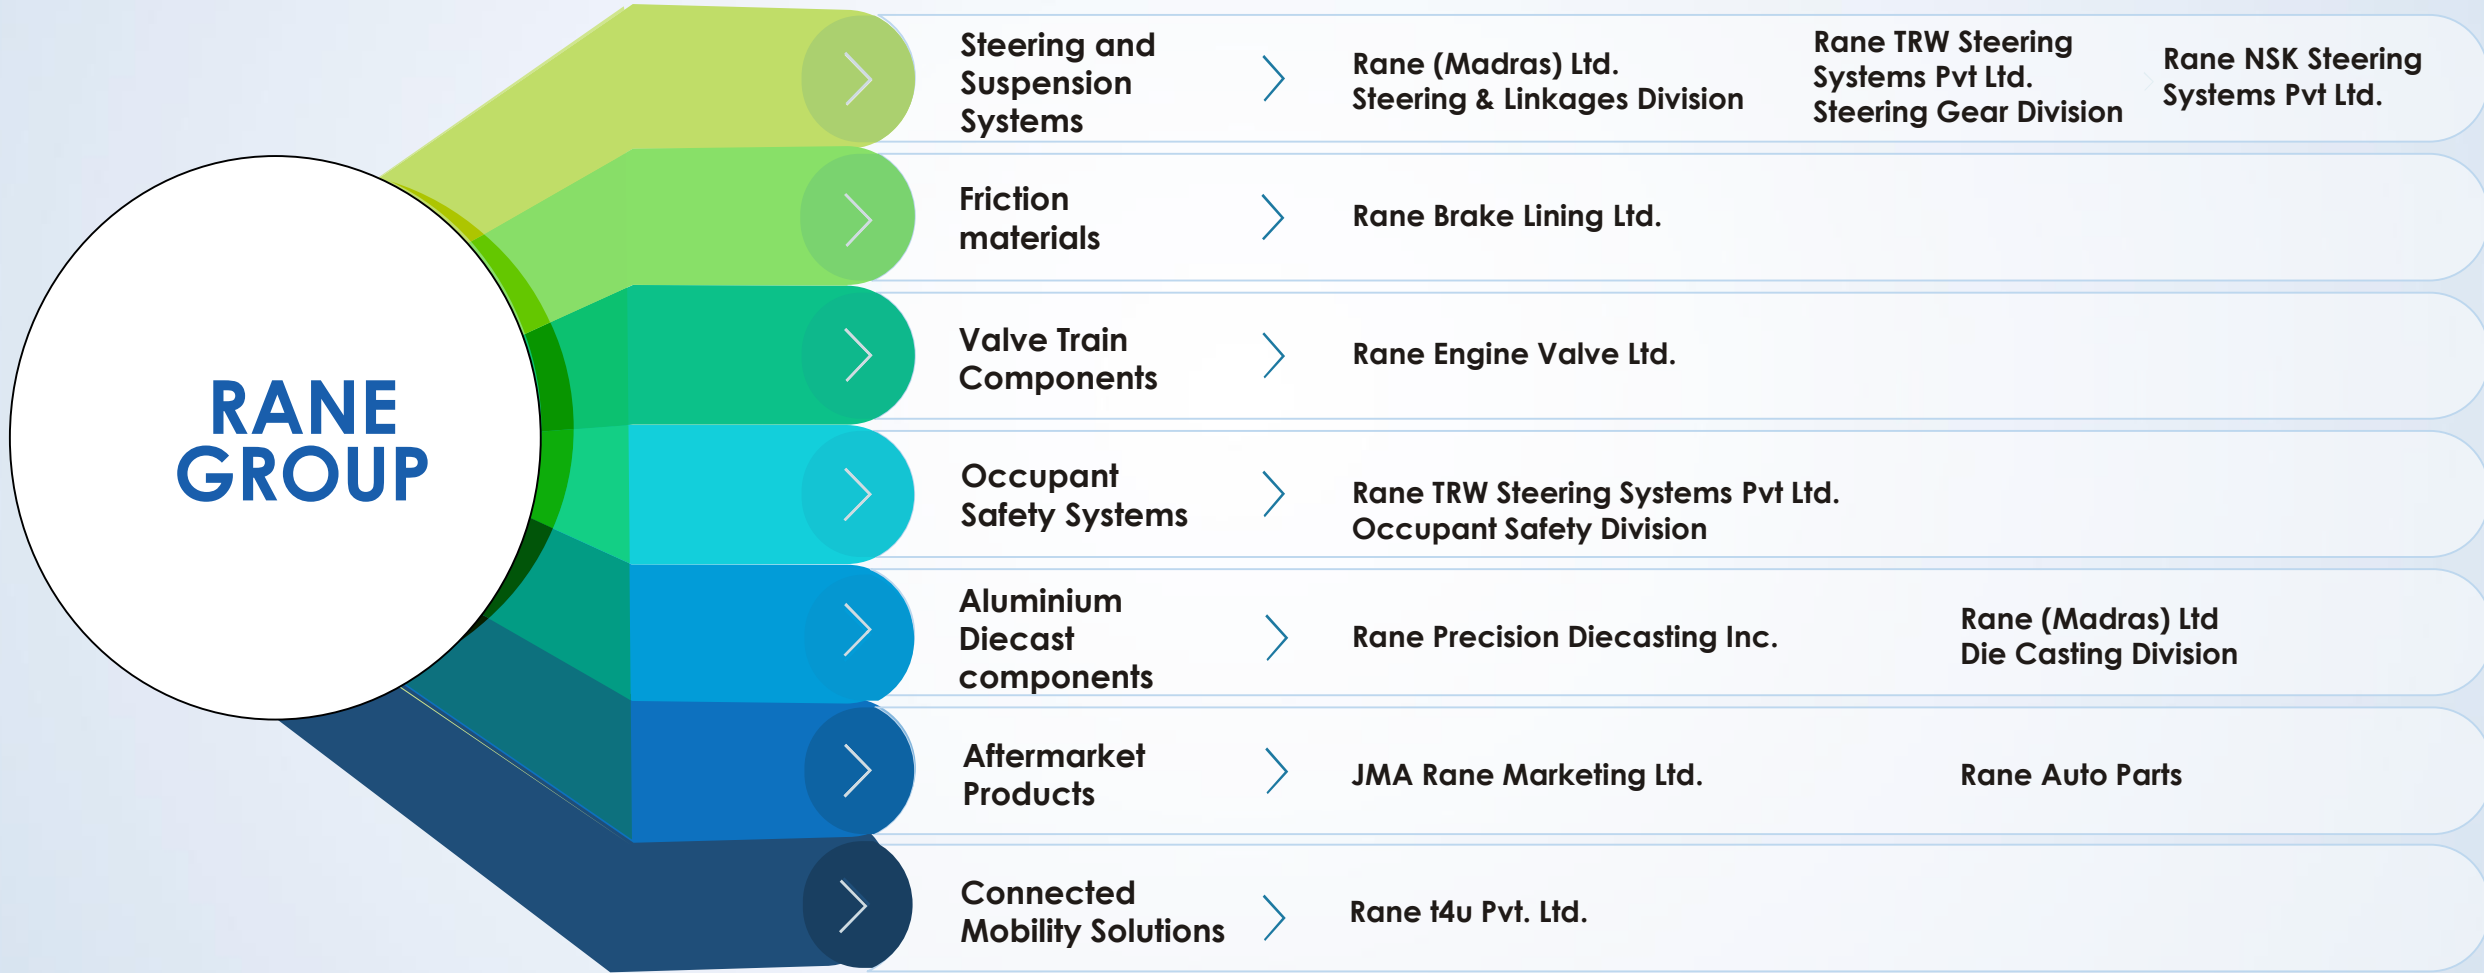 RANE
GROUP
Steering and
Suspension
Systems
Rane (Madras) Ltd.
Steering & Linkages Division
Rane TRW Steering
Systems Pvt Ltd.
Steering Gear Division
Rane NSK Steering
Systems Pvt Ltd.
Friction
materials
Rane Brake Lining Ltd.
Valve Train
Components
Rane Engine Valve Ltd.
Occupant
Safety Systems
Rane TRW Steering Systems Pvt Ltd.
Occupant Safety Division
Aluminium
Diecast
components
Rane Precision Diecasting Inc.
Rane (Madras) Ltd
Die Casting Division
Aftermarket
Products
JMA Rane Marketing Ltd.
Rane Auto Parts
Connected
Mobility Solutions
Rane t4u Pvt. Ltd.